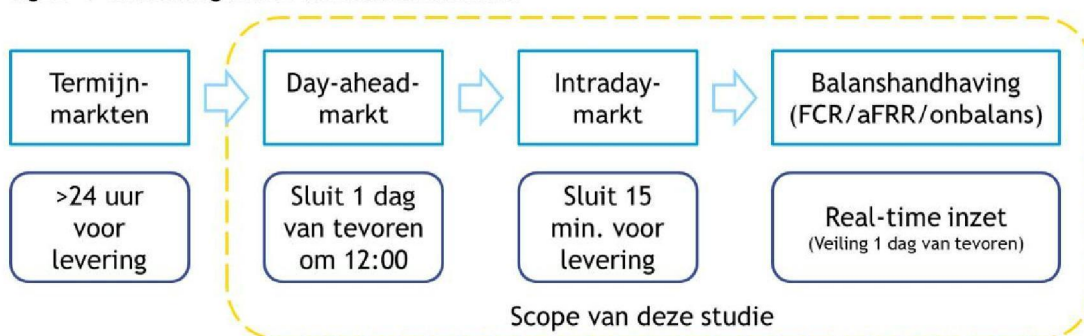 Termijn-
markten
Day-ahead-
markt
Intraday-
markt
Balanshandhaving
(FCR/aFRR/onbalans)
>24 uur
voor
levering
Sluit 1 dag
van tevoren
om 12:00
Sluit 15
min. voor
levering
Real-time inzet
(Veiling 1 dag van tevoren)
Scope van deze studie